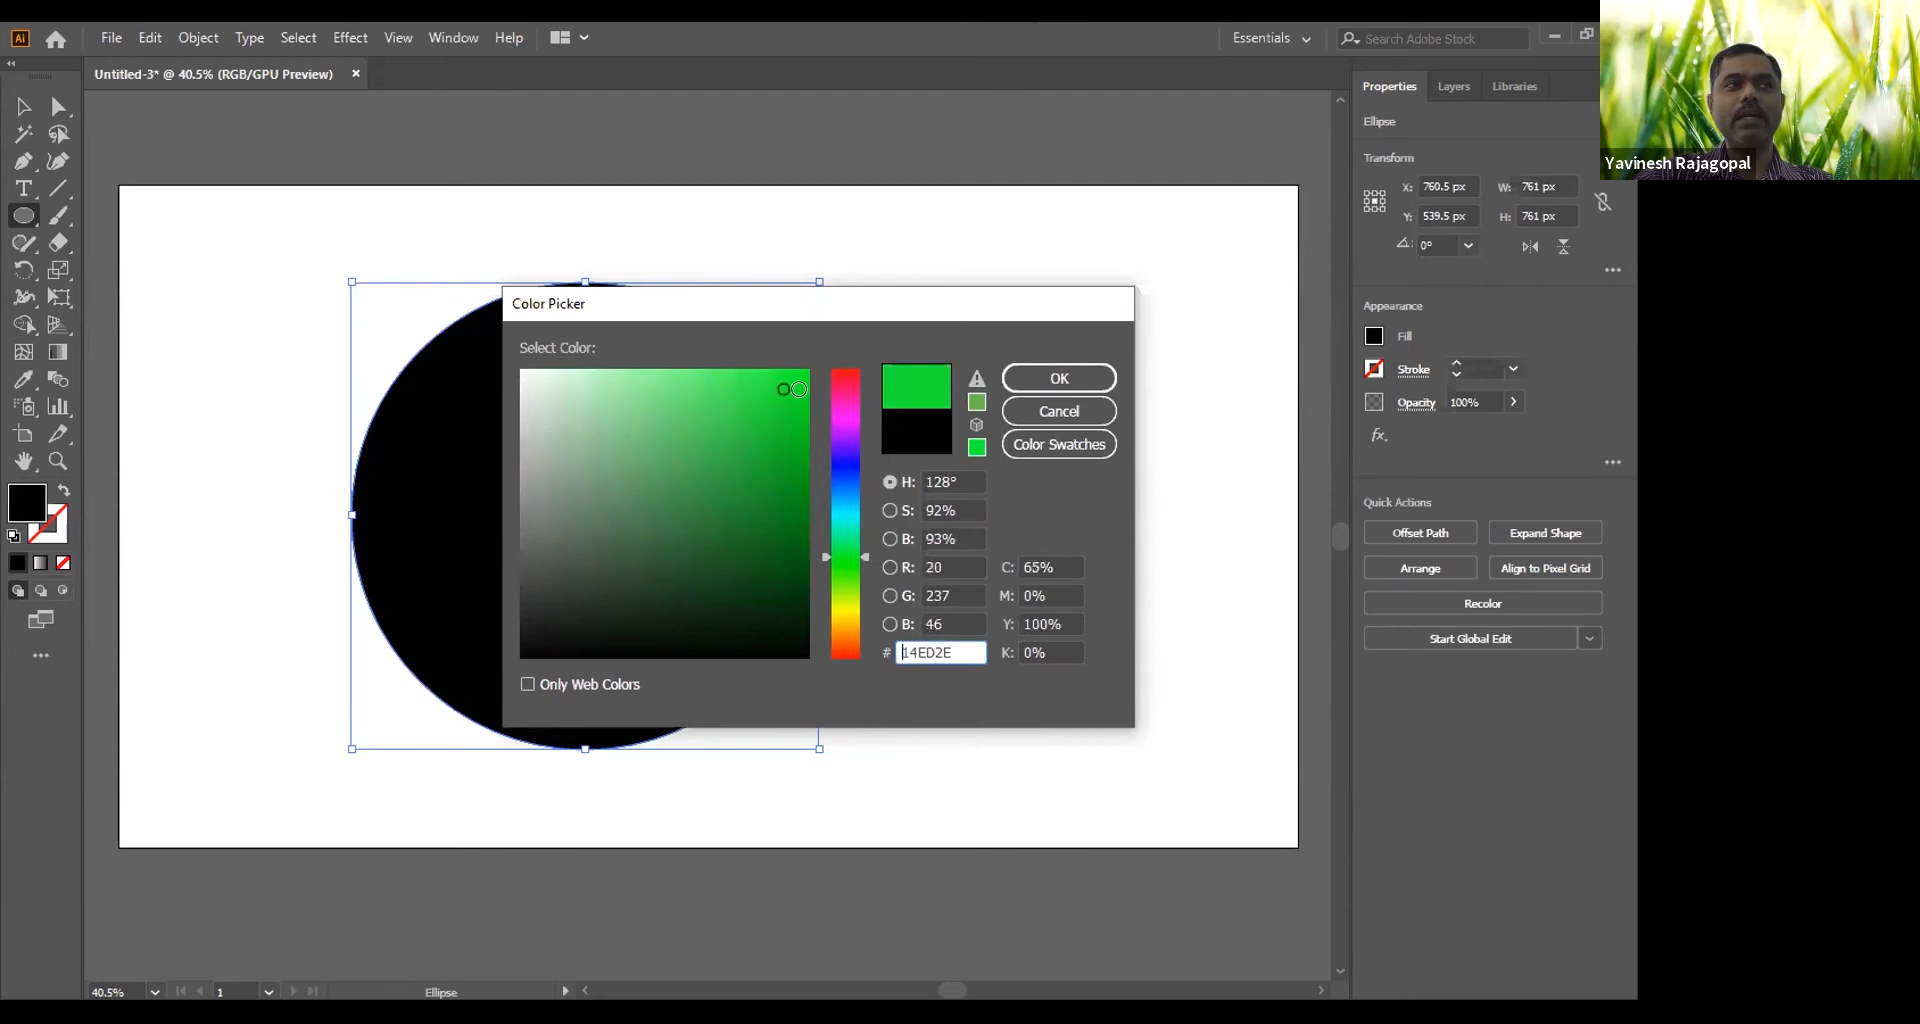 Ai File Edit Object Type Select Effect View Window Help Essentials Search Adobe Stock
Untitled-3* @ 40.5% (RGB/GPU Preview) ×
Properties Layers Libraries
Ellipse
Transform
X: 760.5 px W: 761 px
Y: 539.5 px H: 761 px
0°
Yavinesh Rajagopal
Appearance
Fill
Stroke
Opacity 100%
fx.
Quick Actions
Offset Path Expand Shape
Arrange Align to Pixel Grid
Recolor
Start Global Edit
Color Picker
Select Color:
OK
Cancel
Color Swatches
H: 128°
S: 92%
B: 93%
R: 20 C: 65%
G: 237 M: 0%
B: 46 Y: 100%
# 14ED2E K: 0%
Only Web Colors
T
40.5% 1 Ellipse